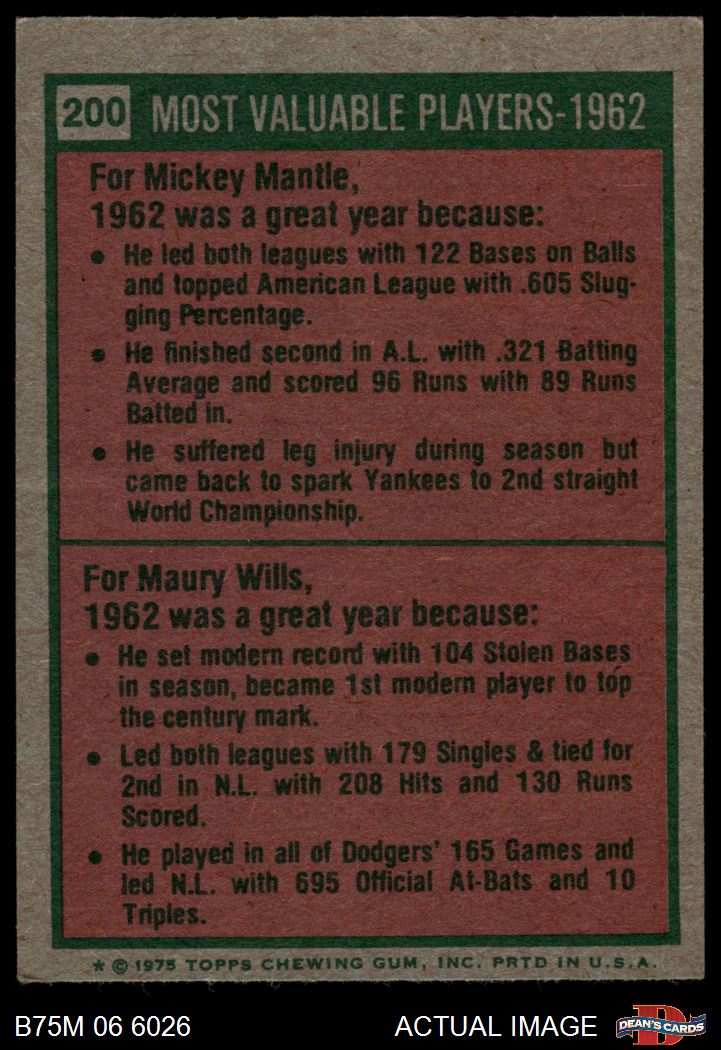 200 MOST VALUABLE PLAYERS-1962
For Mickey Mantle,
1962 was a great year because:
• He led both leagues with 122 Bases on Balls
and topped American League with .605 Slug-
ging Percentage.
• He finished second in A.L. with .321 Batting
Average and scored 96 Runs with 89 Runs
Batted in.
• He suffered leg injury during season but
came back to spark Yankees to 2nd straight
World Championship.
For Maury Wills,
1962 was a great year because:
• He set modern record with 104 Stolen Bases
in season, became 1st modern player to top
the century mark.
• Led both leagues with 179 Singles & tied for
2nd in N.L. with 208 Hits and 130 Runs
Scored.
• He played in all of Dodgers' 165 Games and
led N.L. with 695 Official At-Bats and 10
Triples.
* © 1975 TOPPS CHEWING GUM, INC. PRTD IN U.S.A.
B75M 06 6026 ACTUAL IMAGE D DEAN'S CARDS